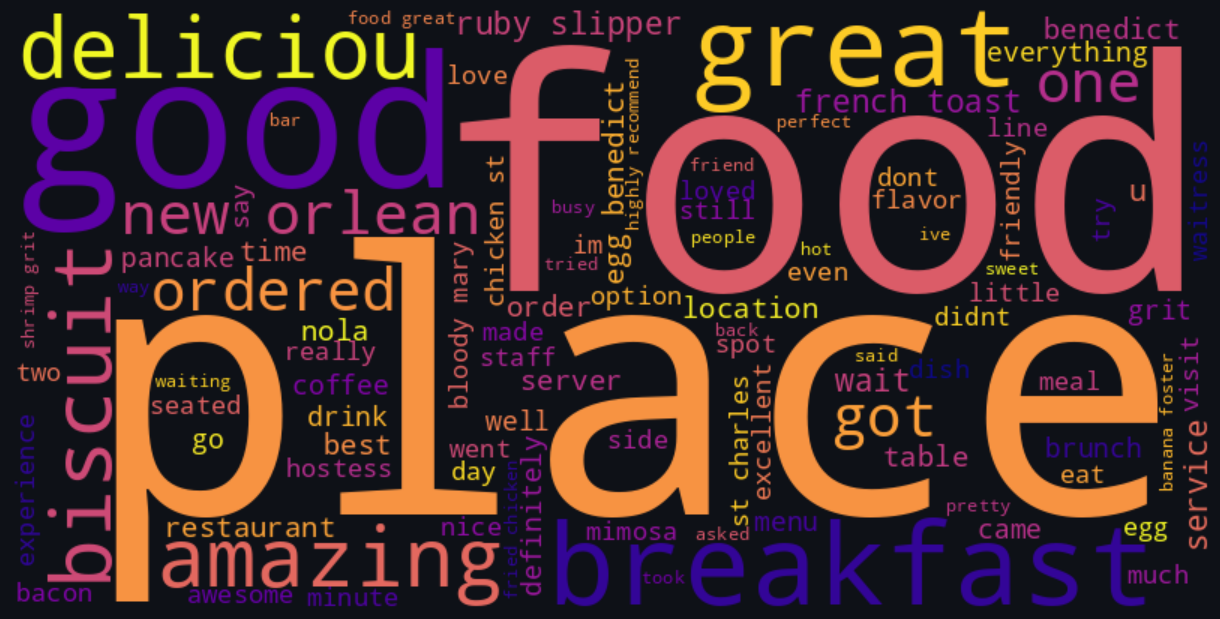 food great
ruby slipper
deliciou
great
benedict
everything
good
love
food
one
french toast
bar
perfect
line
highly recommend
egg benedict
chicken st
friend
loved
still
people
dont
flavor
ive
friendly
try
u
waitress
new orlean
say
busy
im
tried
hot
even
sweet
little
shrimp grit
biscuit
pancake
time
way
ordered
bloody mary
order
option
location
didnt
grit
nola
really
made
staff
back
spot
place
two
waiting
seated
coffee
server
said
wait
dish
meal
banana foster
visit
go
drink
best
hostess
well
went
day
side
st charles
excellent
got
table
brunch
eat
service
experience
restaurant
nice
fried chicken
definitely
mimosa
asked
menu
pretty
came
egg
amazing
breakfast
took
much
bacon
awesome
minute